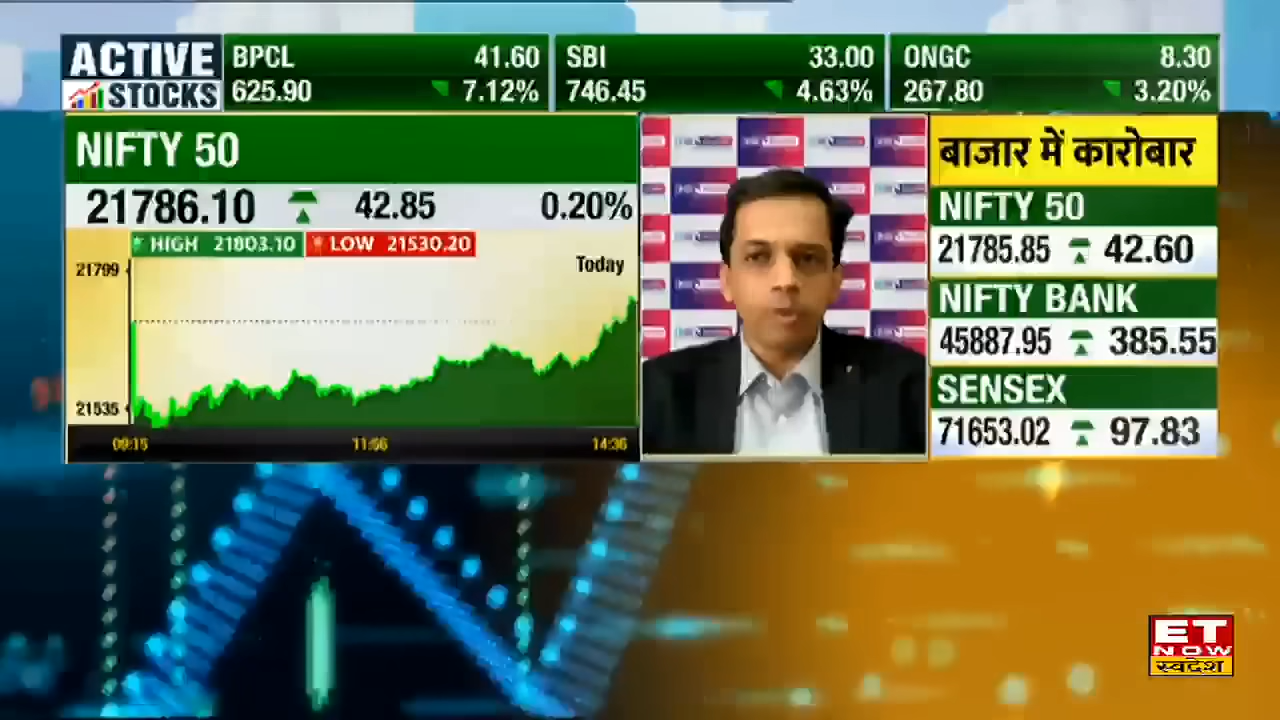 ACTIVE
STOCKS
BPCL 41.60
625.90 7.12%
SBI 33.00
746.45 4.63%
ONGC 8.30
267.80 3.20%
NIFTY 50
21786.10 42.85 0.20%
HIGH 21803.10 LOW 21530.20
21799
Today
21535
09:15 11:56 14:36
बाजार में कारोबार
NIFTY 50
21785.85 42.60
NIFTY BANK
45887.95 385.55
SENSEX
71653.02 97.83
ET
NOW
स्वदेश